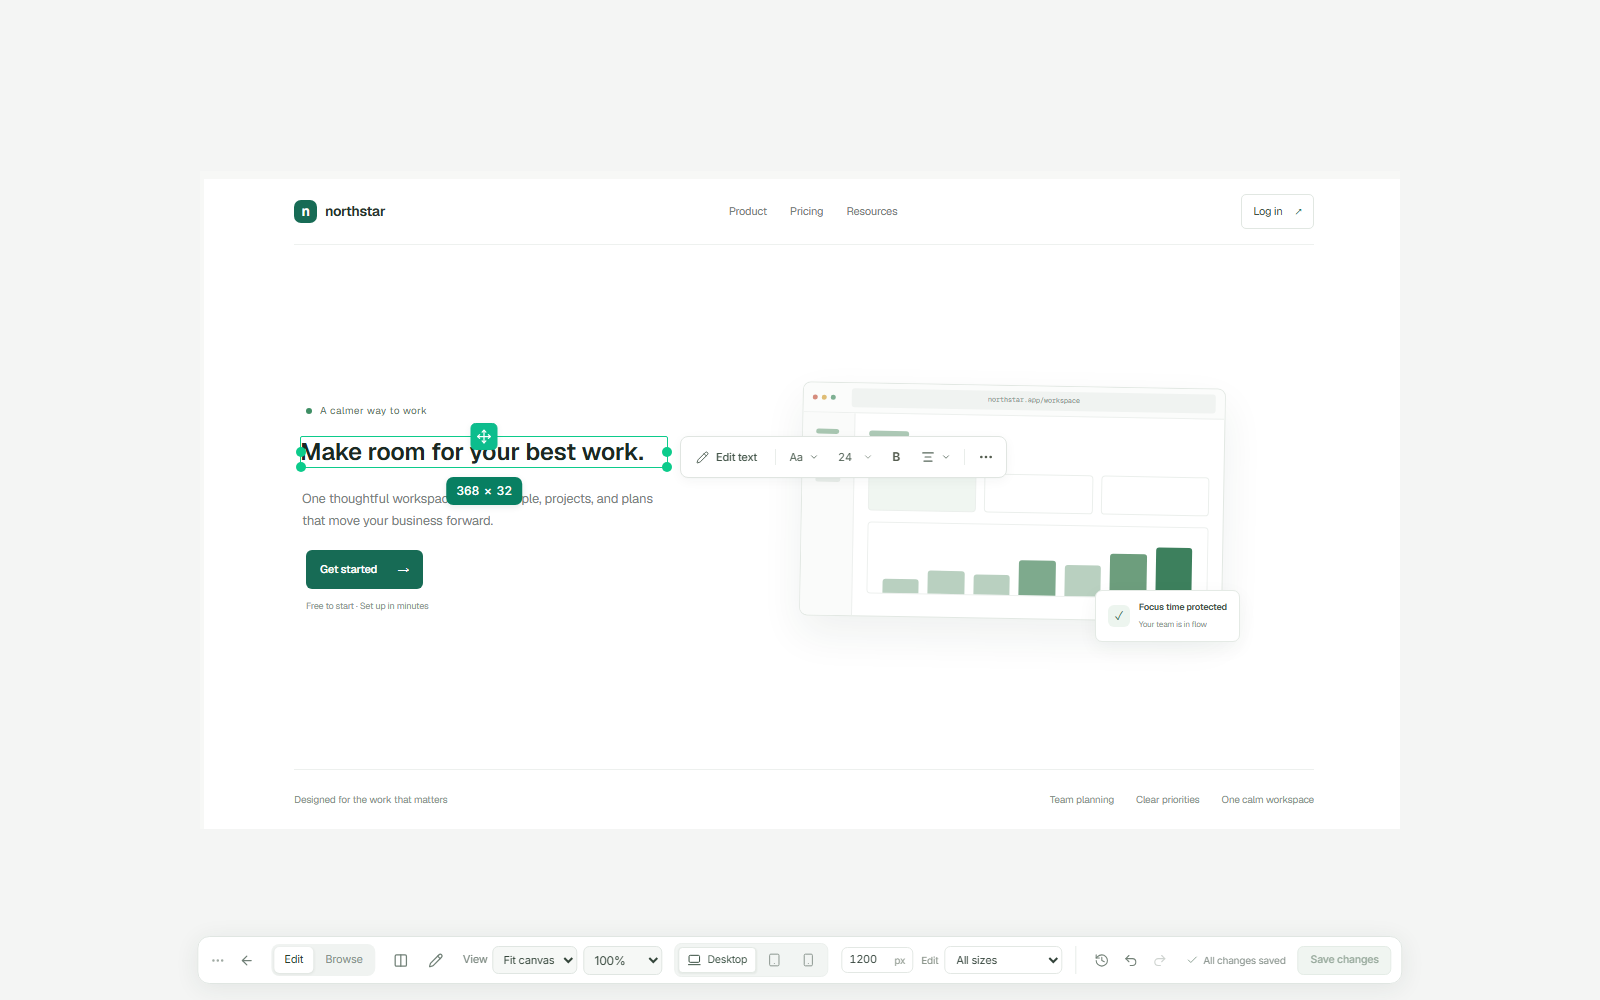 n northstar
Product Pricing Resources
Log in ↗
A calmer way to work
Make room for your best work.
Edit text Aa 24 B
368 × 32
One thoughtful workspac ple, projects, and plans
that move your business forward.
Get started →
Free to start · Set up in minutes
northstar.app/workspace
Focus time protected
Your team is in flow
Designed for the work that matters
Team planning Clear priorities One calm workspace
Edit Browse View Fit canvas 100% Desktop 1200 px Edit All sizes All changes saved Save changes